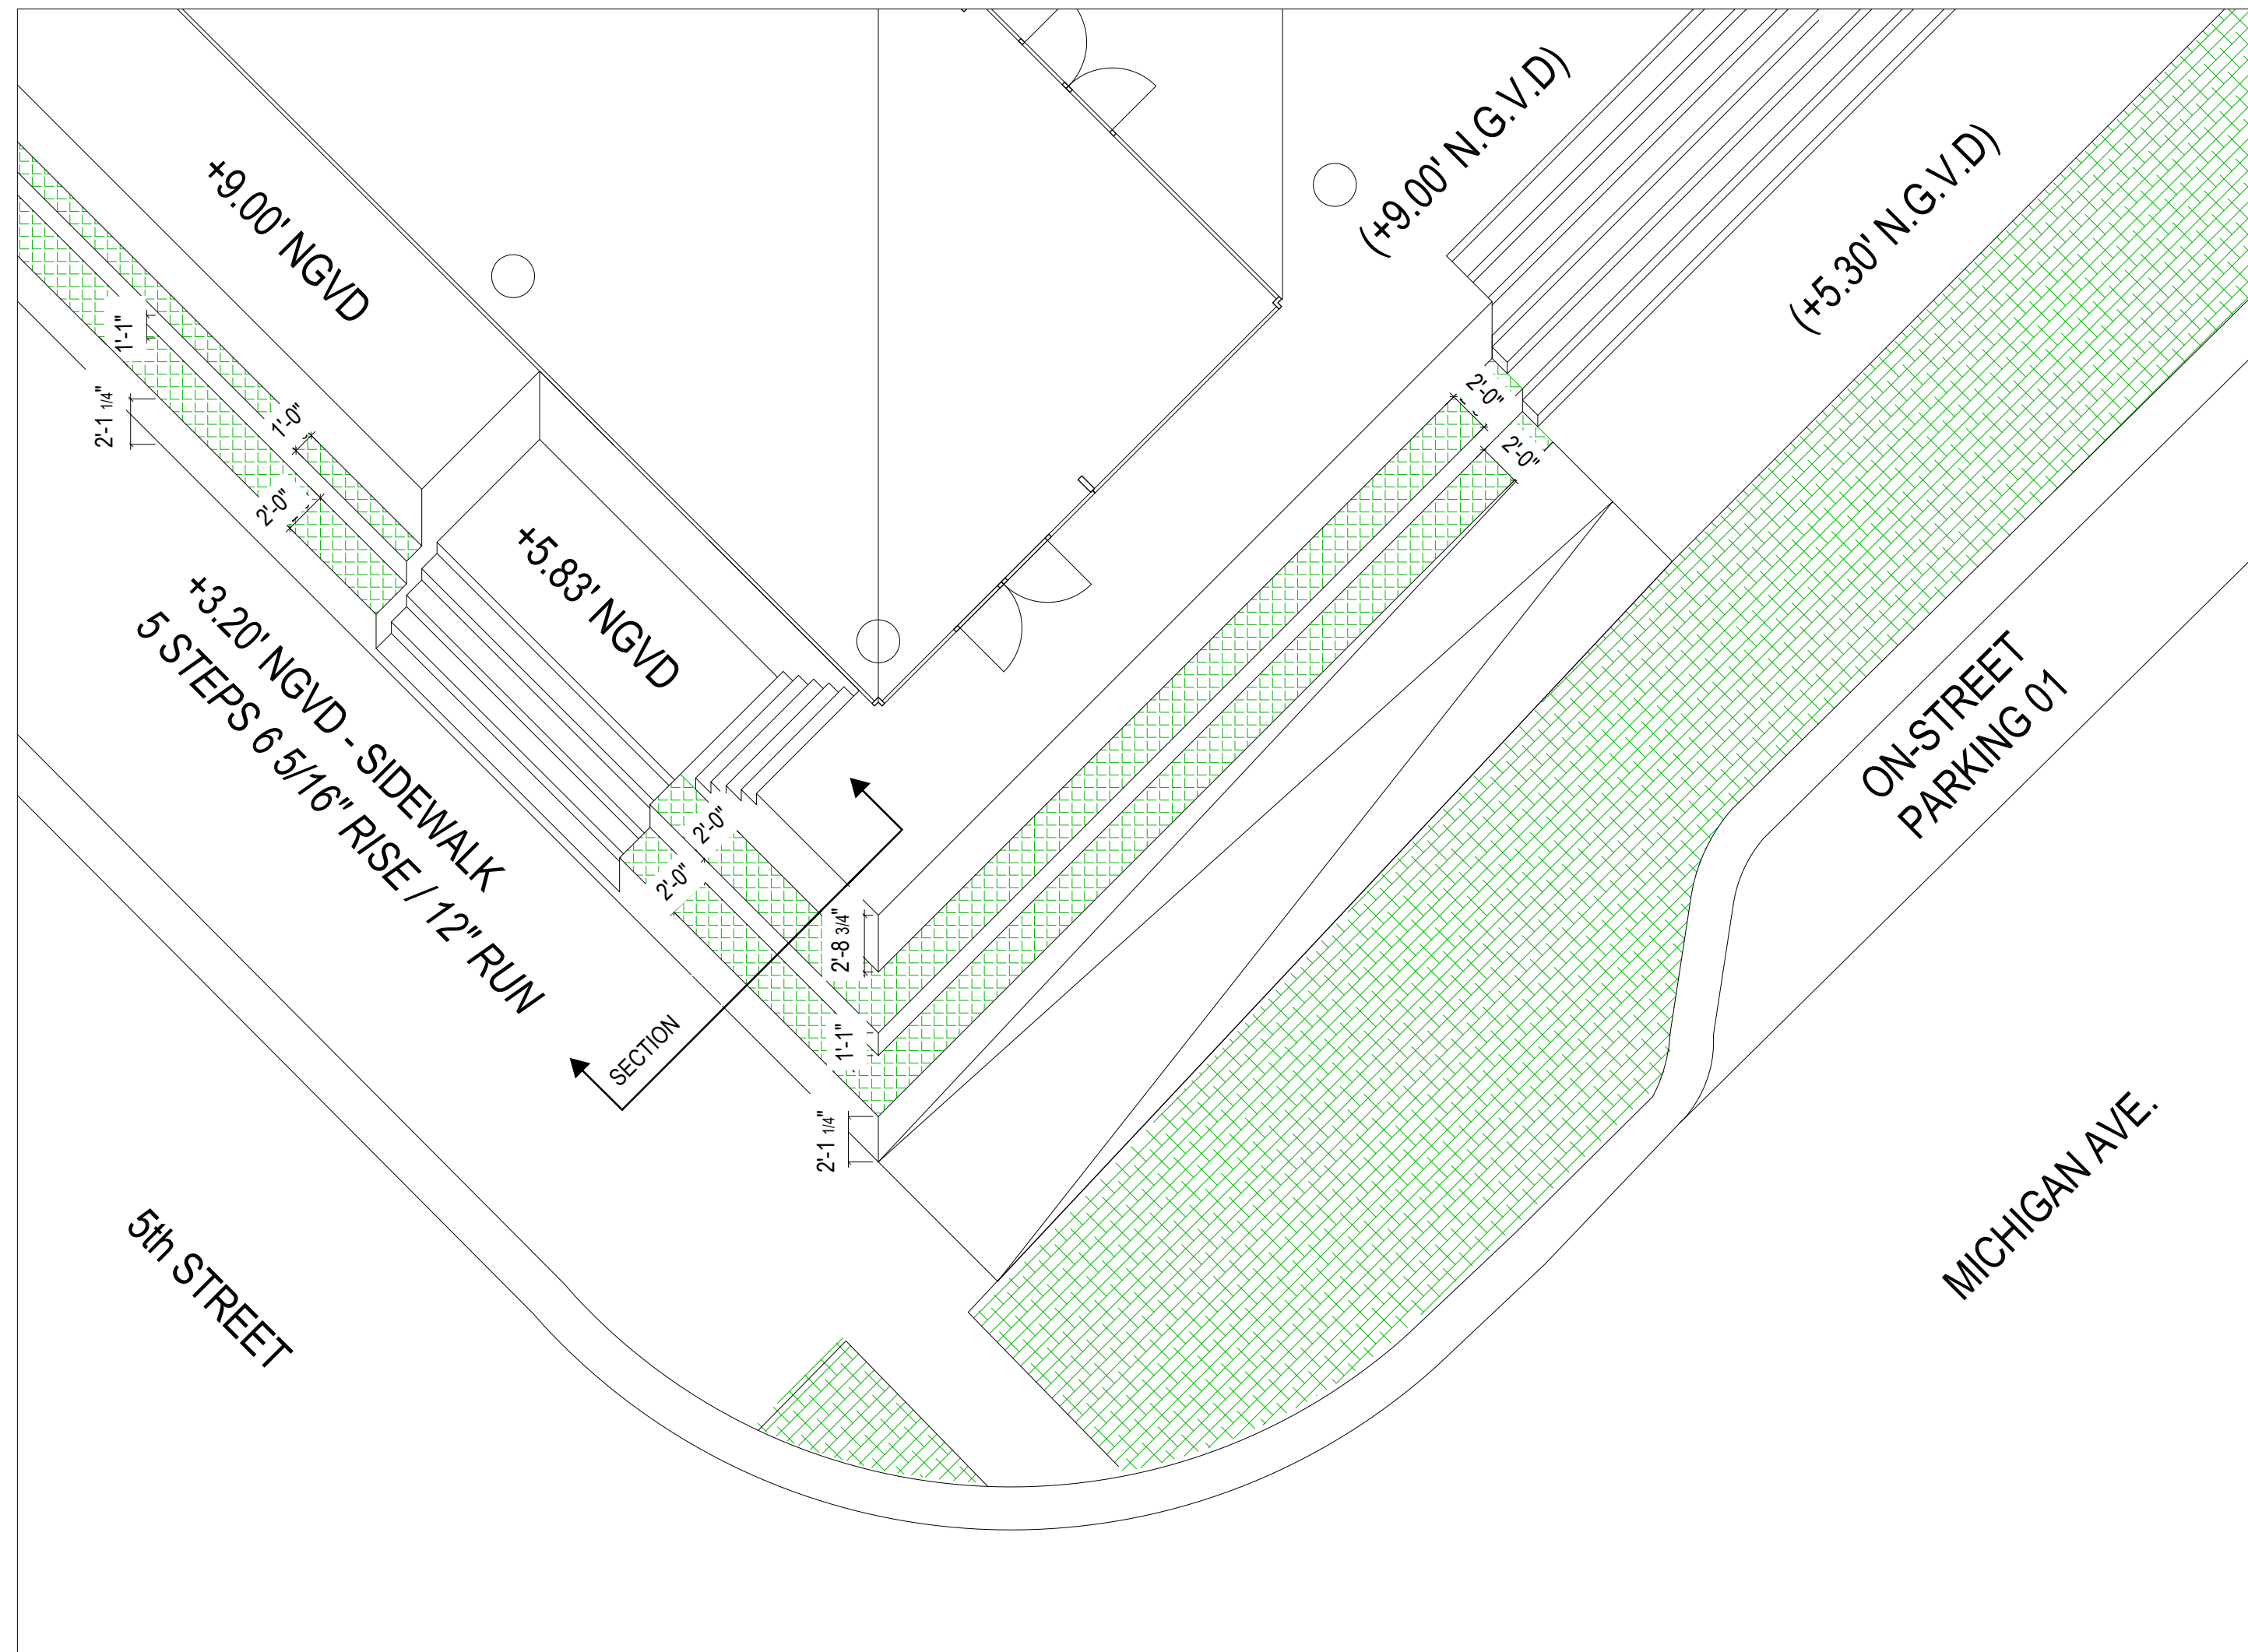 +9.00' NGVD
(+9.00' N.G.V.D)
(+5.30' N.G.V.D)
1'-1"
2'-1 1/4"
1'-0"
2'-0"
2'-0"
2'-0"
+5.83' NGVD
+3.20' NGVD - SIDEWALK
5 STEPS 6 5/16" RISE / 12" RUN
2'-0"
2'-0"
2'-8 3/4"
1'-1"
2'-1 1/4"
SECTION
ON-STREET
PARKING 01
5th STREET
MICHIGAN AVE.